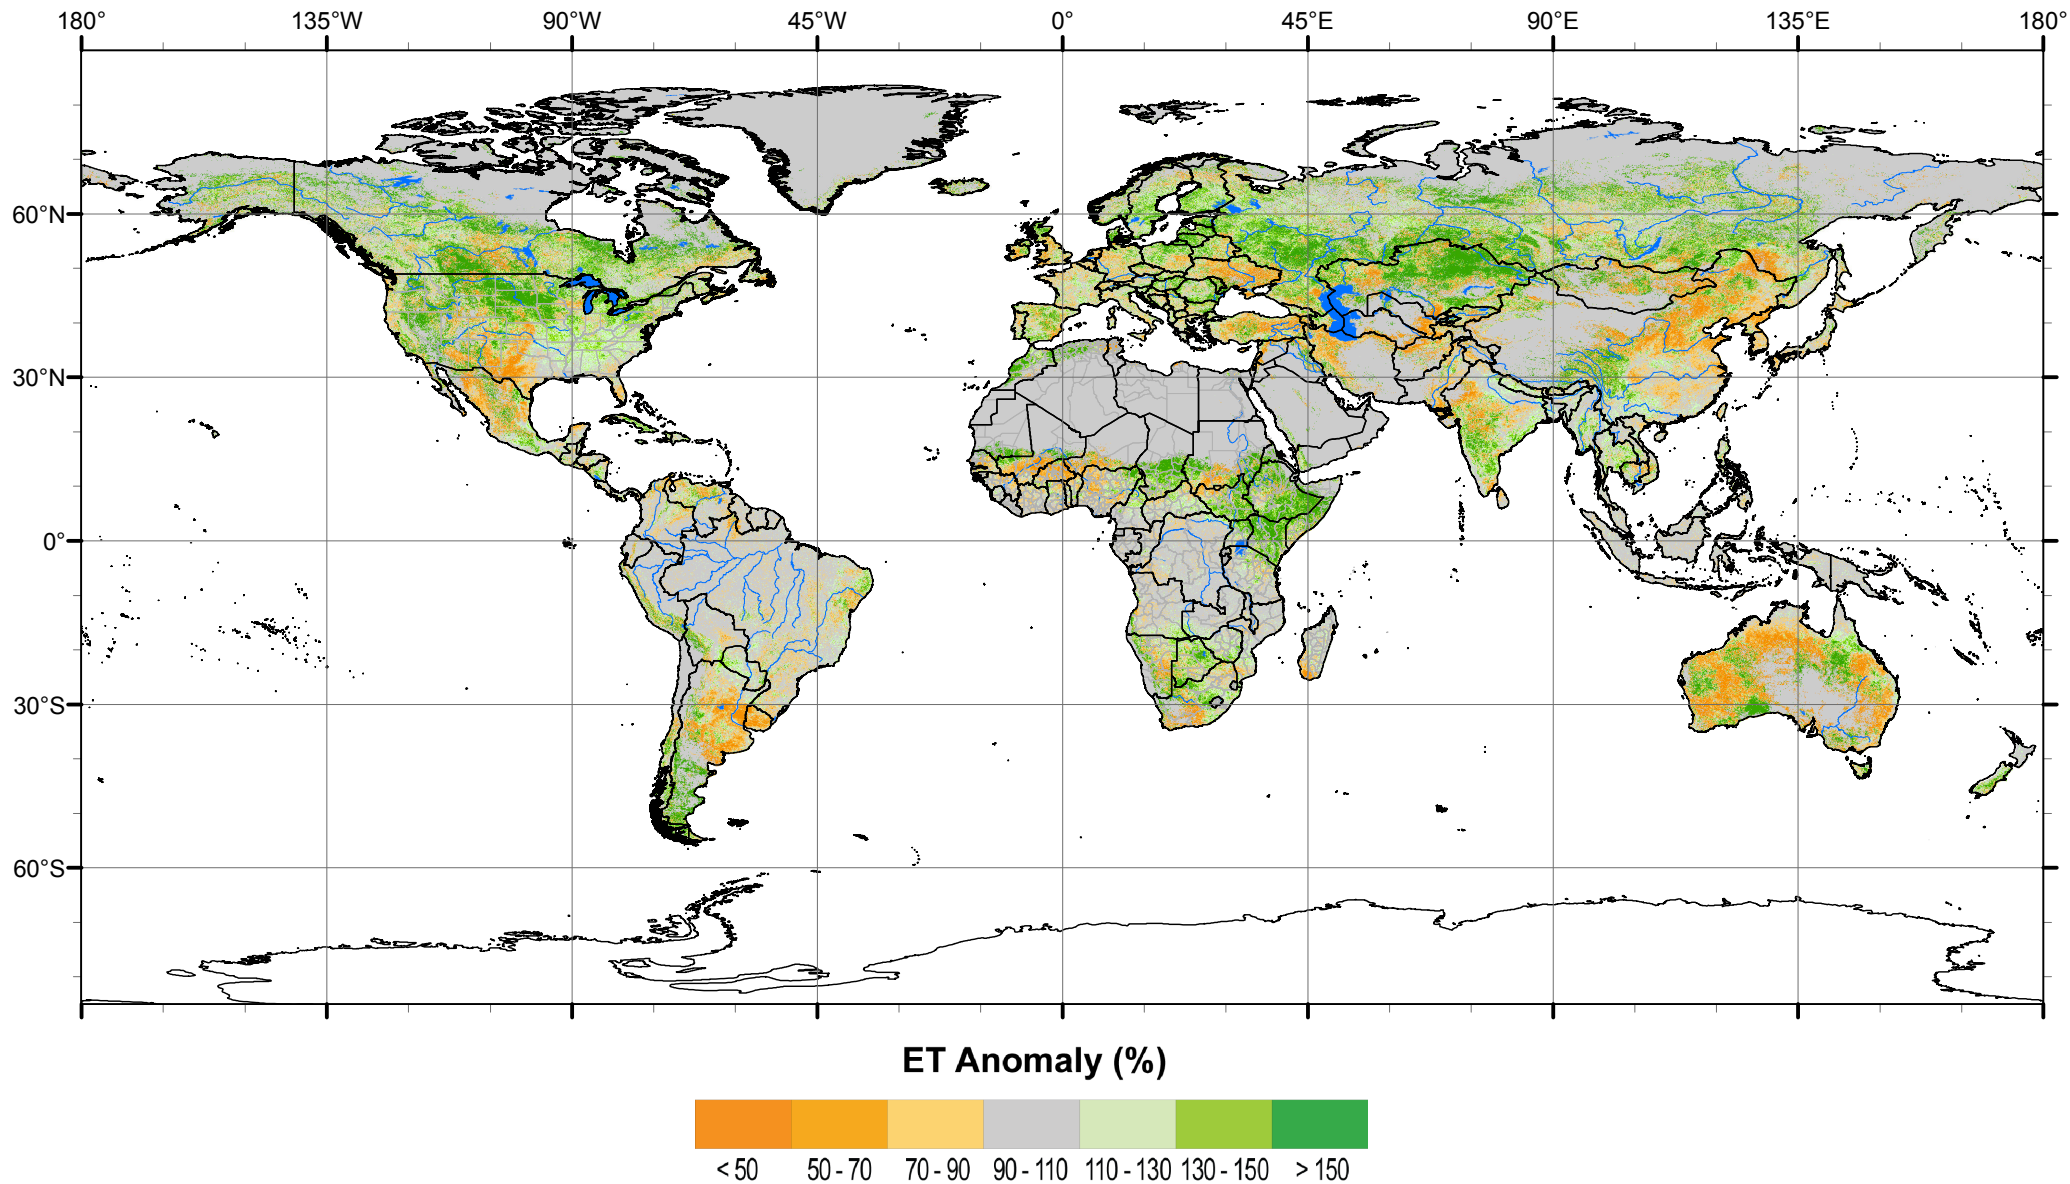 180° 135°W 90°W 45°W 0° 45°E 90°E 135°E 180°
60°N
30°N
0°
30°S
60°S
ET Anomaly (%)
< 50 50 - 70 70 - 90 90 - 110 110 - 130 130 - 150 > 150